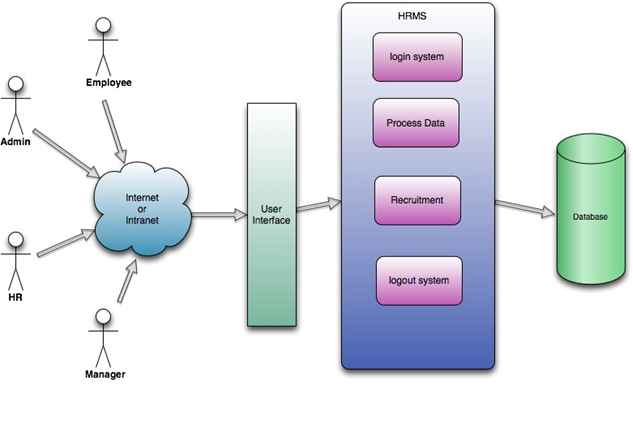 HRMS
Employee
Admin
HR
Manager
Internet
or
Intranet
User
Interface
login system
Process Data
Recruitment
logout system
Database